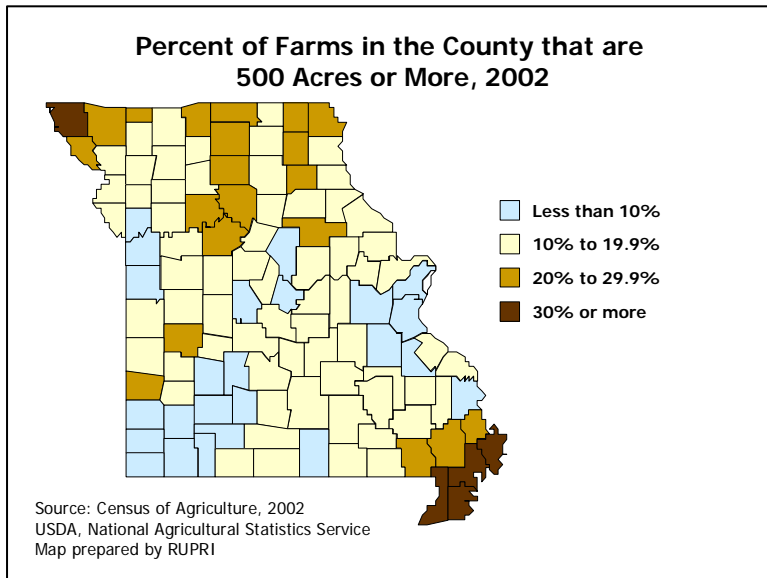 Percent of Farms in the County that are
500 Acres or More, 2002
Less than 10%
10% to 19.9%
20% to 29.9%
30% or more
Source: Census of Agriculture, 2002
USDA, National Agricultural Statistics Service
Map prepared by RUPRI